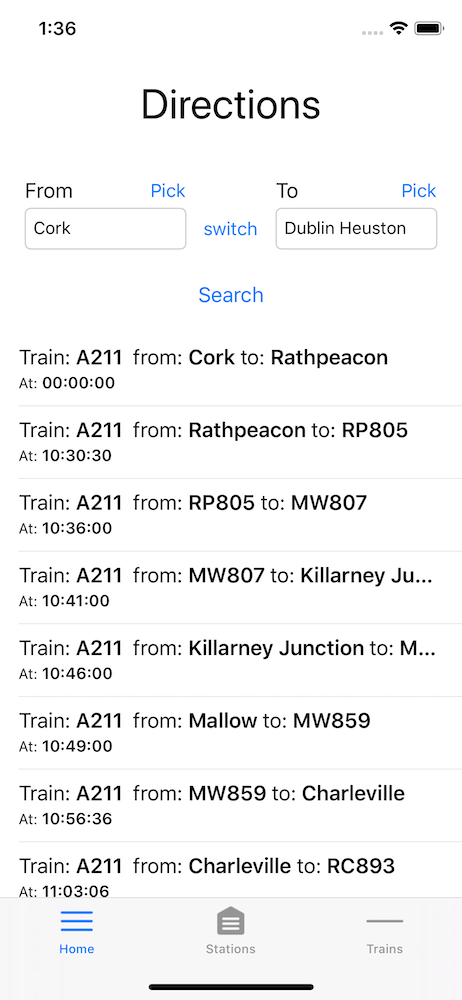 1:36
Directions
From Pick To Pick
Cork switch Dublin Heuston
Search
Train: A211 from: Cork to: Rathpeacon
At: 00:00:00
Train: A211 from: Rathpeacon to: RP805
At: 10:30:30
Train: A211 from: RP805 to: MW807
At: 10:36:00
Train: A211 from: MW807 to: Killarney Ju...
At: 10:41:00
Train: A211 from: Killarney Junction to: M...
At: 10:46:00
Train: A211 from: Mallow to: MW859
At: 10:49:00
Train: A211 from: MW859 to: Charleville
At: 10:56:36
Train: A211 from: Charleville to: RC893
At: 11:03:06
Home Stations Trains